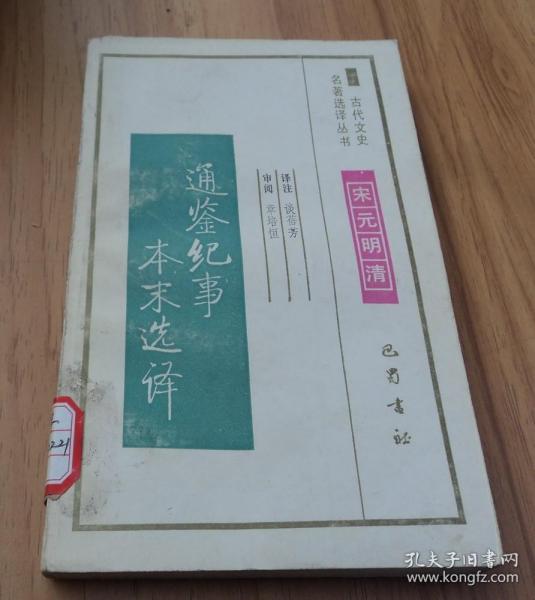 古代文史
名著选译丛书
宋元明清
巴蜀书社
译注 谈蓓芳
审阅 章培恒
通鉴纪事
本末选译
221
孔夫子旧书网
www.kongfz.com